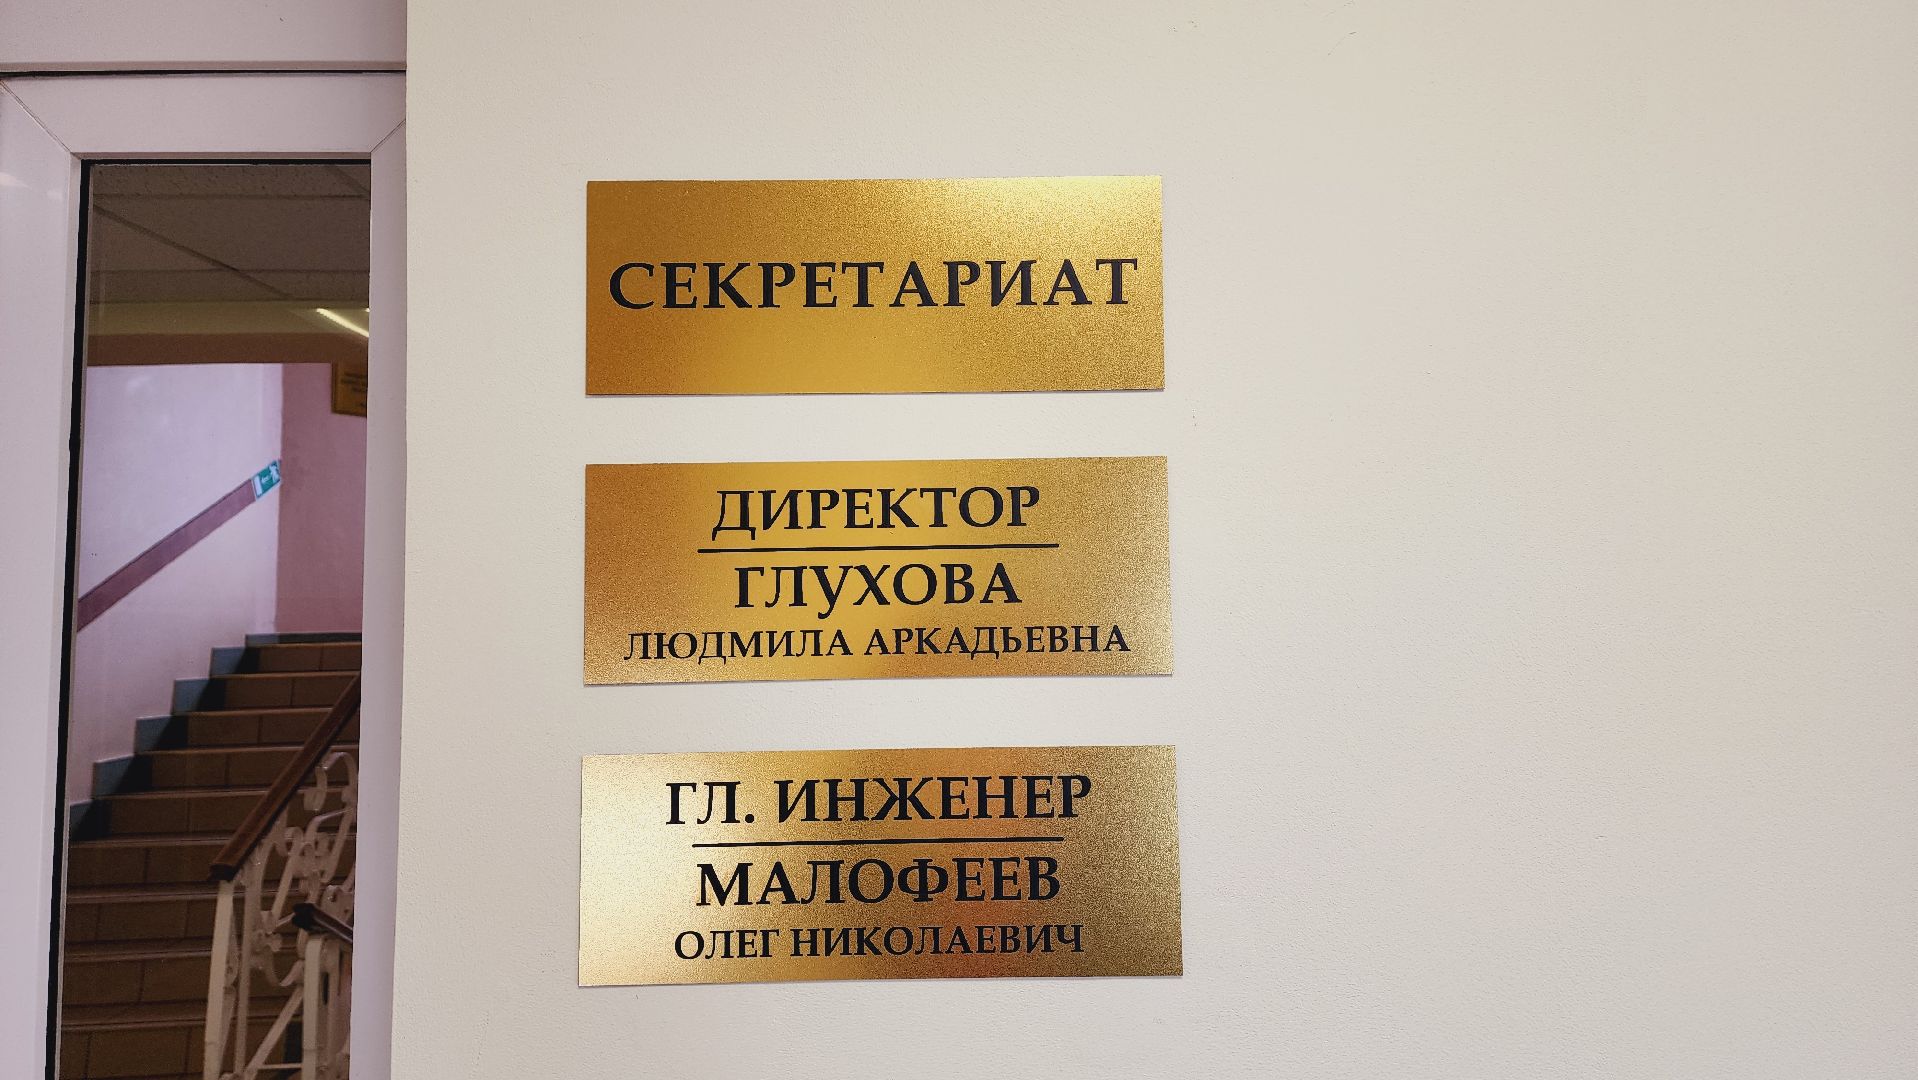 СЕКРЕТАРИАТ
ДИРЕКТОР
ГЛУХОВА
ЛЮДМИЛА АРКАДЬЕВНА
ГЛ. ИНЖЕНЕР
МАЛОФЕЕВ
ОЛЕГ НИКОЛАЕВИЧ